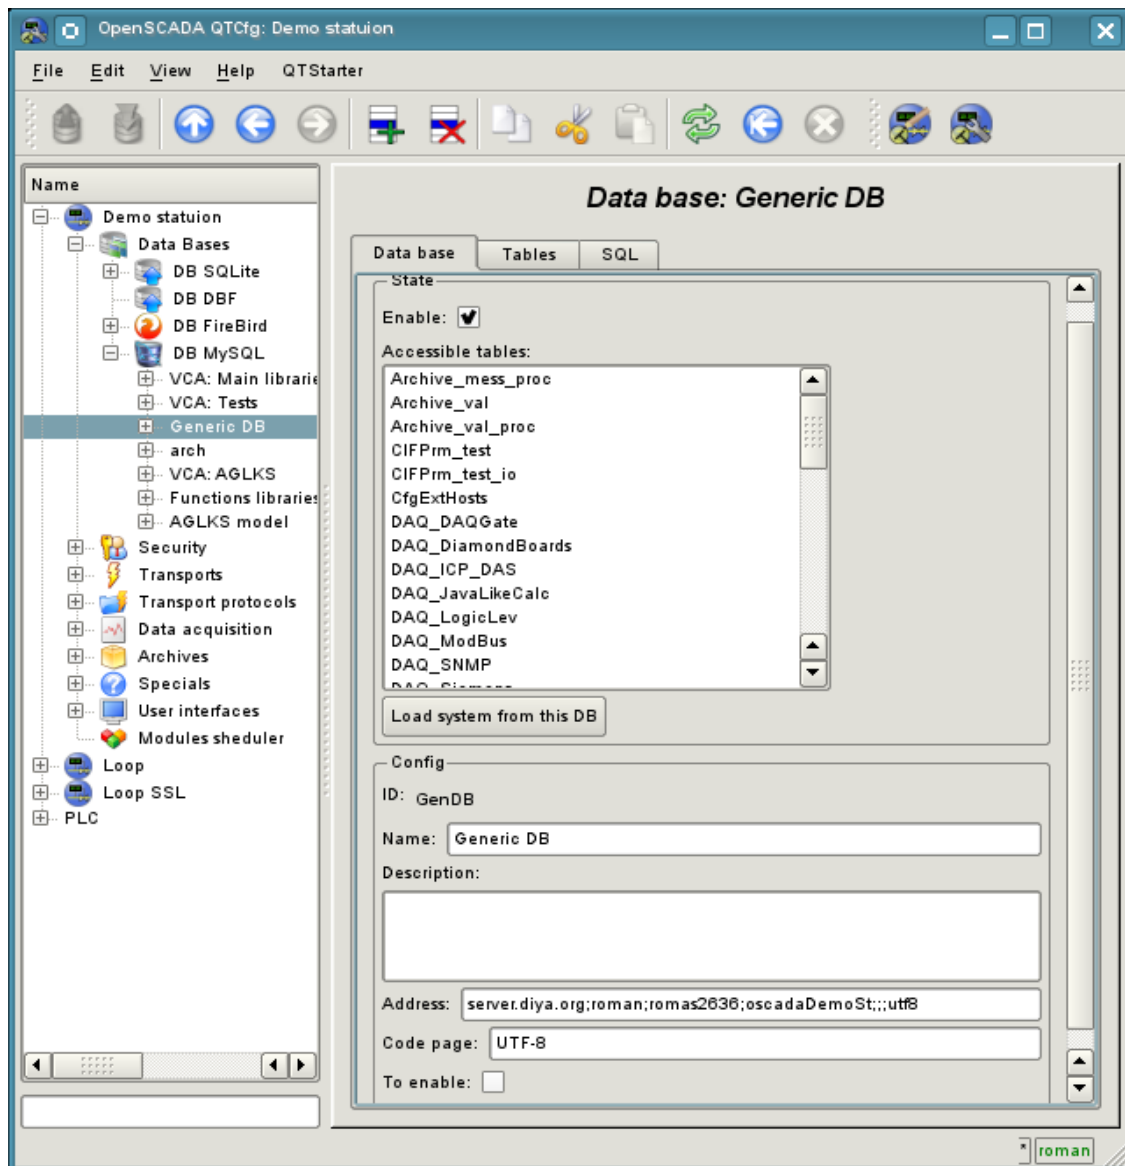 OpenSCADA QTCfg: Demo statuion
File Edit View Help QTStarter
Name
Demo statuion
Data Bases
DB SQLite
DB DBF
DB FireBird
DB MySQL
VCA: Main librarie
VCA: Tests
Generic DB
arch
VCA: AGLKS
Functions libraries
AGLKS model
Security
Transports
Transport protocols
Data acquisition
Archives
Specials
User interfaces
Modules sheduler
Loop
Loop SSL
PLC
Data base: Generic DB
Data base Tables SQL
State
Enable:
Accessible tables:
Archive_mess_proc
Archive_val
Archive_val_proc
CIFPrm_test
CIFPrm_test_io
CfgExtHosts
DAQ_DAQGate
DAQ_DiamondBoards
DAQ_ICP_DAS
DAQ_JavaLikeCalc
DAQ_LogicLev
DAQ_ModBus
DAQ_SNMP
DAQ_Siemens
Load system from this DB
Config
ID: GenDB
Name: Generic DB
Description:
Address: server.diya.org;roman;romas2636;oscadaDemoSt;;;utf8
Code page: UTF-8
To enable:
* roman